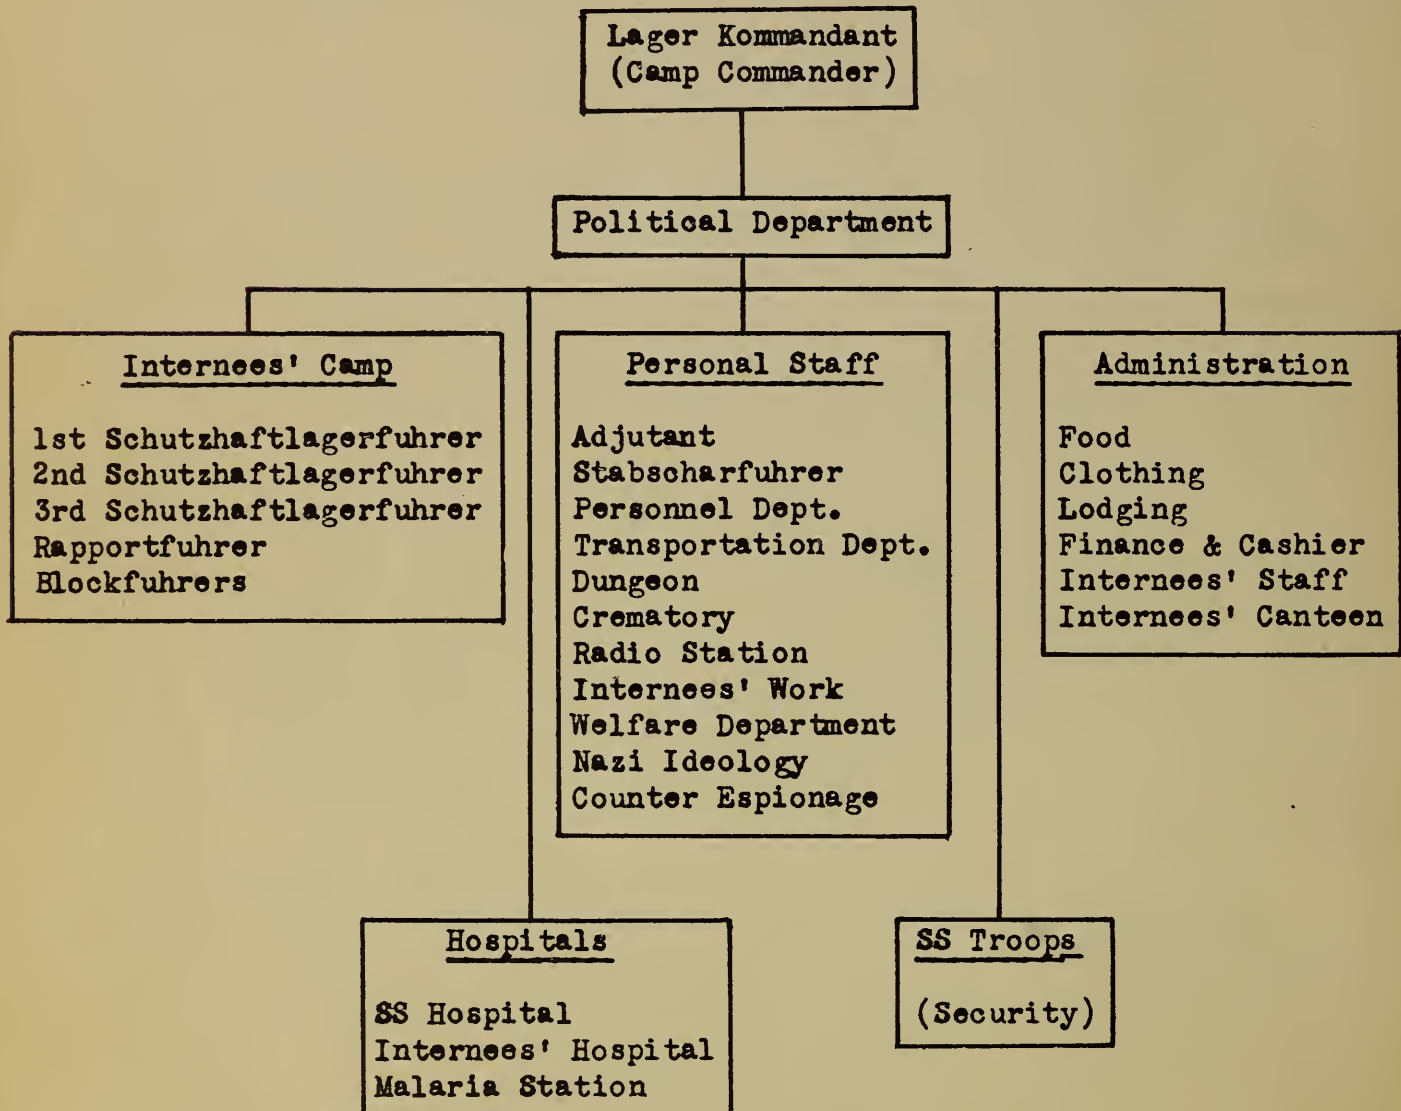 Lager Kommandant
(Camp Commander)
Political Department
Internees' Camp
1st Schutzhaftlagerfuhrer
2nd Schutzhaftlagerfuhrer
3rd Schutzhaftlagerfuhrer
Rapportfuhrer
Blockfuhrers
Personal Staff
Adjutant
Stabscharfuhrer
Personnel Dept.
Transportation Dept.
Dungeon
Crematory
Radio Station
Internees' Work
Welfare Department
Nazi Ideology
Counter Espionage
Administration
Food
Clothing
Lodging
Finance & Cashier
Internees' Staff
Internees' Canteen
Hospitals
SS Hospital
Internees' Hospital
Malaria Station
SS Troops
(Security)